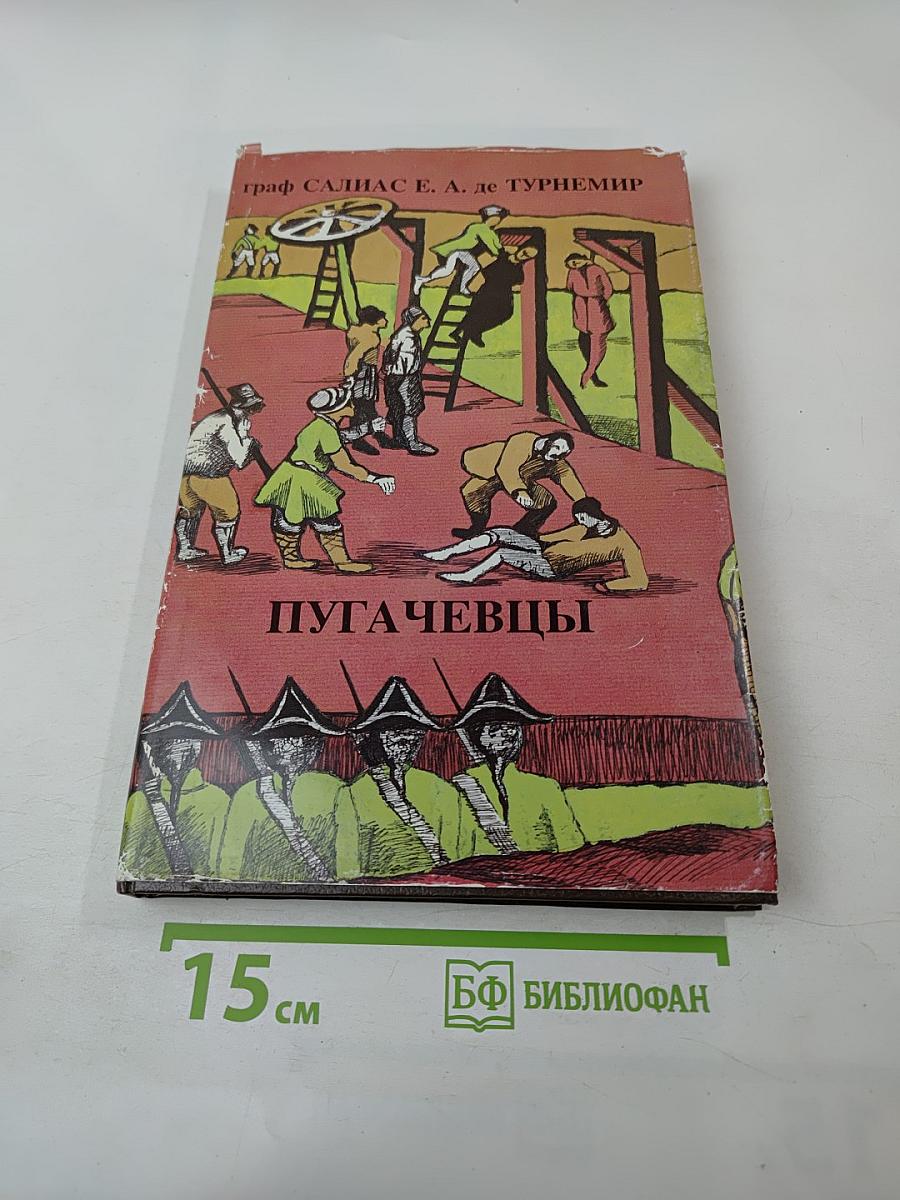 граф САЛИАС Е. А. де ТУРНЕМИР
ПУГАЧЕВЦЫ
15 см
БФ БИБЛИОФАН